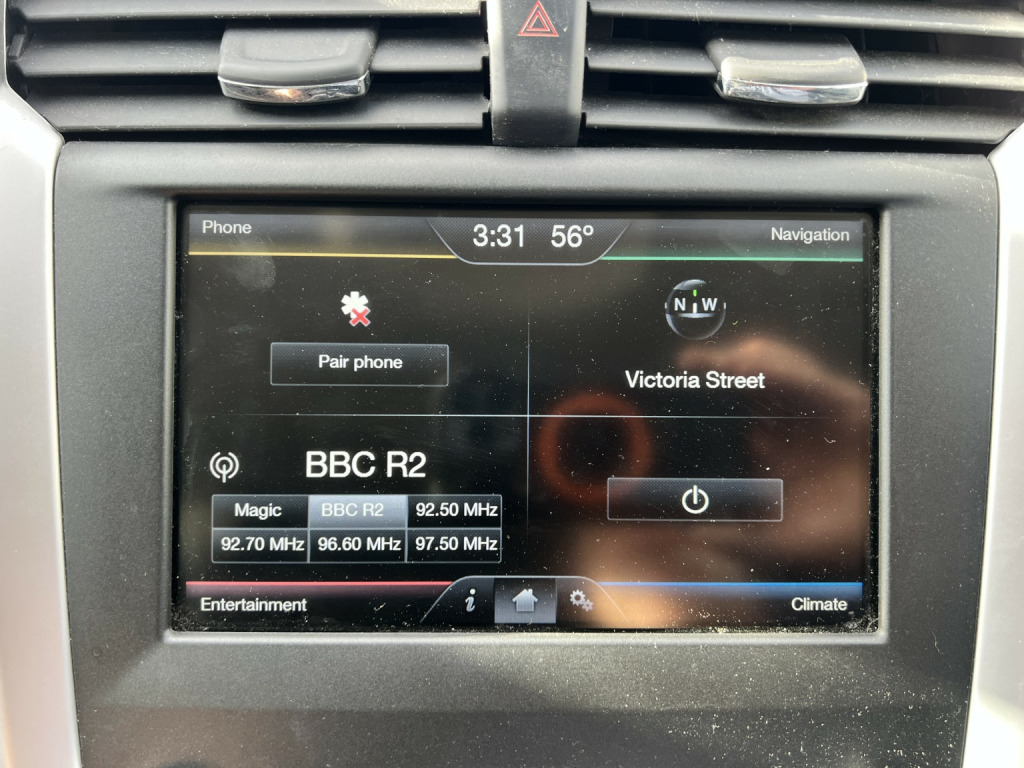 Phone
3:31 56º
Navigation
N W
Pair phone
Victoria Street
BBC R2
Magic BBC R2 92.50 MHz
92.70 MHz 96.60 MHz 97.50 MHz
Entertainment
i
Climate